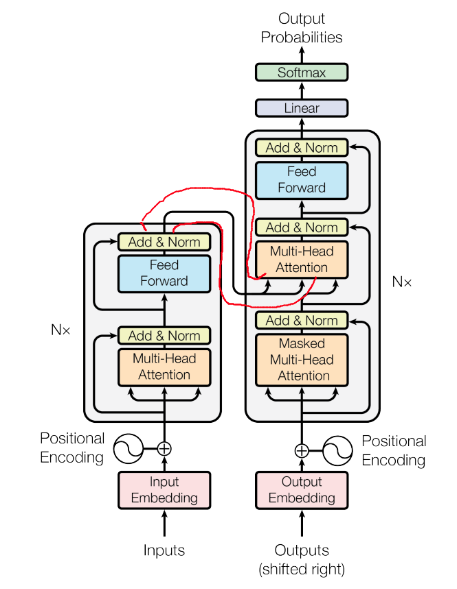 Output
Probabilities
Softmax
Linear
Add & Norm
Feed
Forward
Add & Norm
Multi-Head
Attention
Nx
Add & Norm
Masked
Multi-Head
Attention
Add & Norm
Feed
Forward
Nx
Add & Norm
Multi-Head
Attention
Positional
Encoding
Positional
Encoding
Input
Embedding
Output
Embedding
Inputs
Outputs
(shifted right)